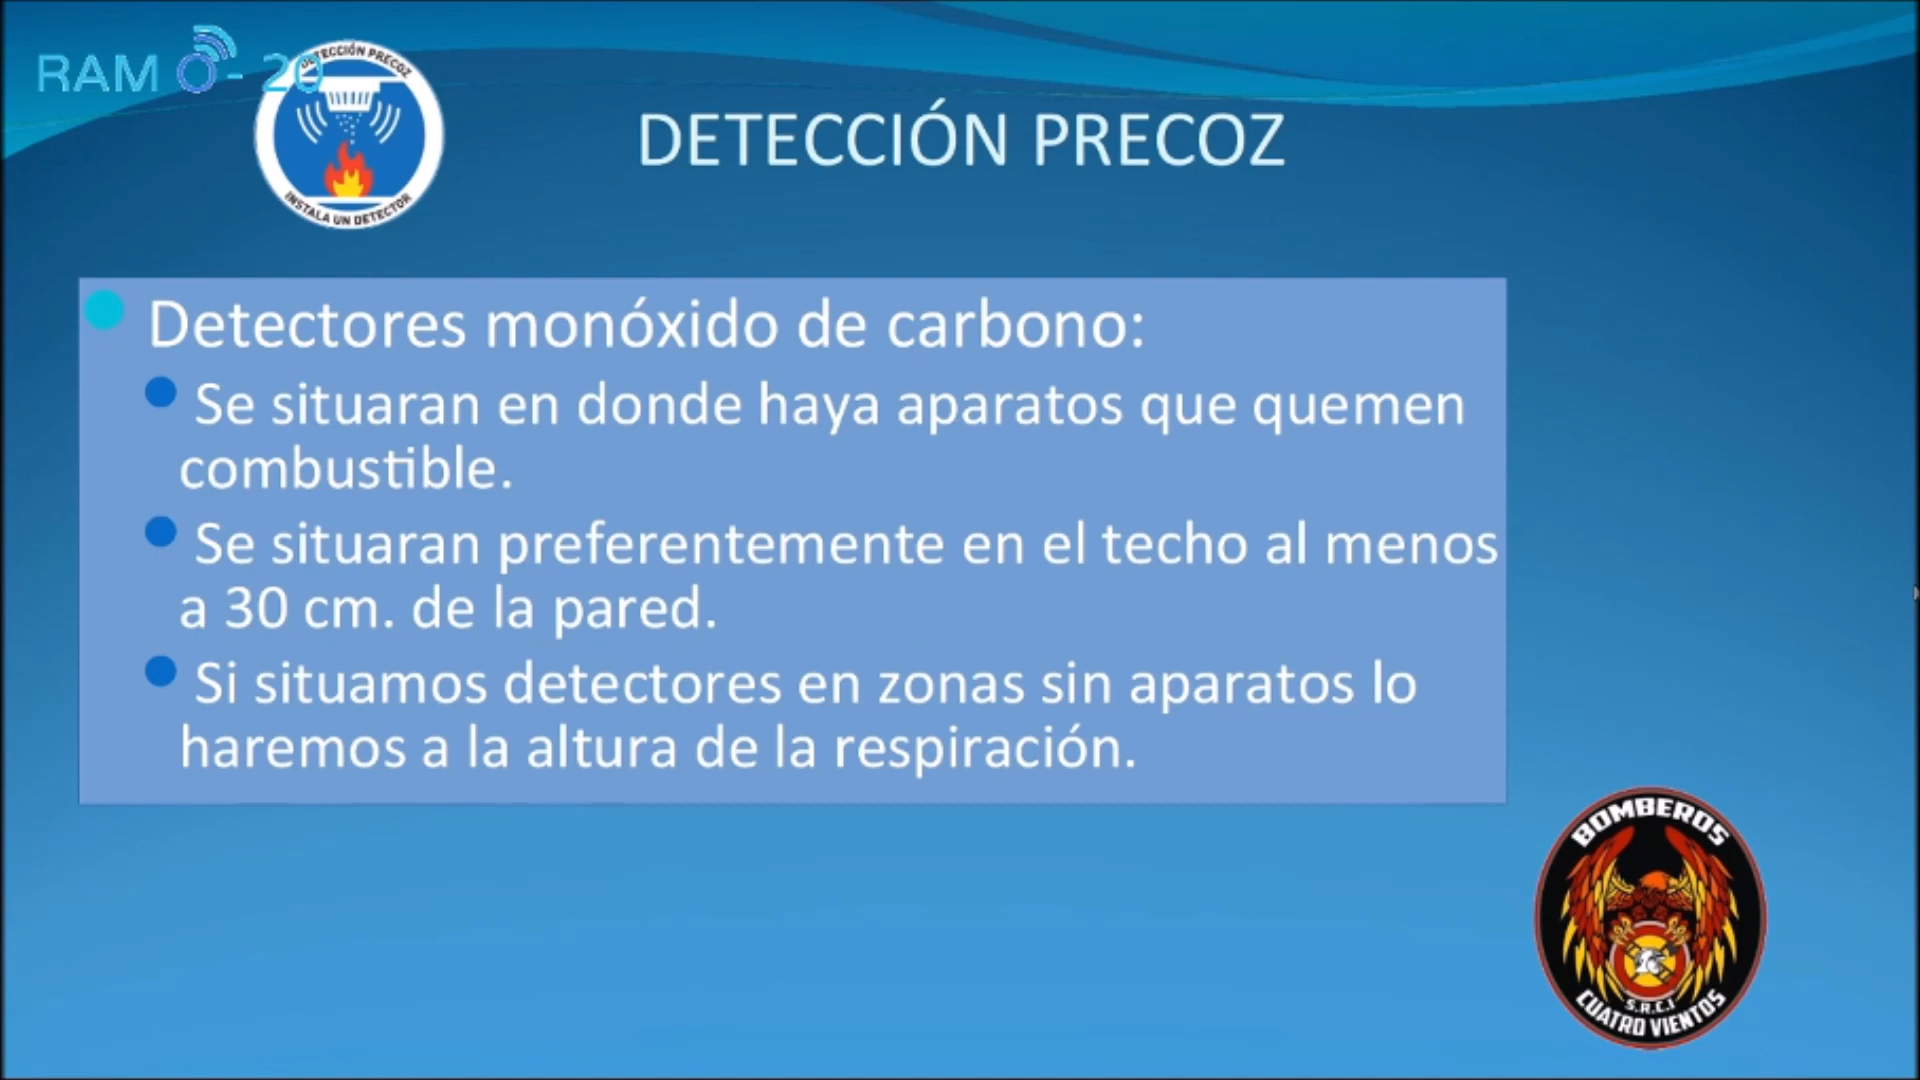 RAM O - 20
DETECCIÓN PRECOZ
INSTALA UN DETECTOR
DETECCIÓN PRECOZ
Detectores monóxido de carbono:
Se situaran en donde haya aparatos que quemen
combustible.
Se situaran preferentemente en el techo al menos
a 30 cm. de la pared.
Si situamos detectores en zonas sin aparatos lo
haremos a la altura de la respiración.
BOMBEROS
S.R.C.I
CUATRO VIENTOS